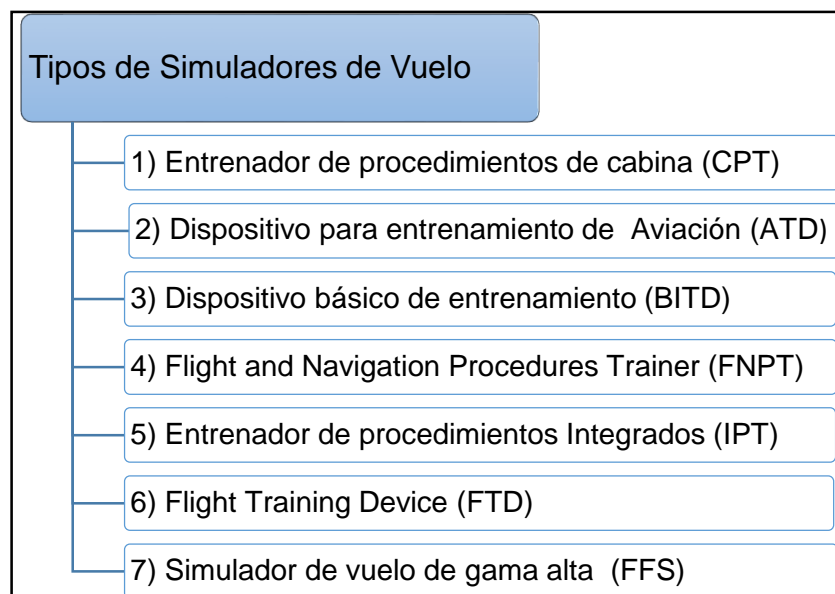 Tipos de Simuladores de Vuelo
1) Entrenador de procedimientos de cabina (CPT)
2) Dispositivo para entrenamiento de  Aviación (ATD)
3) Dispositivo básico de entrenamiento (BITD)
4) Flight and Navigation Procedures Trainer (FNPT)
5) Entrenador de procedimientos Integrados (IPT)
6) Flight Training Device (FTD)
7) Simulador de vuelo de gama alta  (FFS)